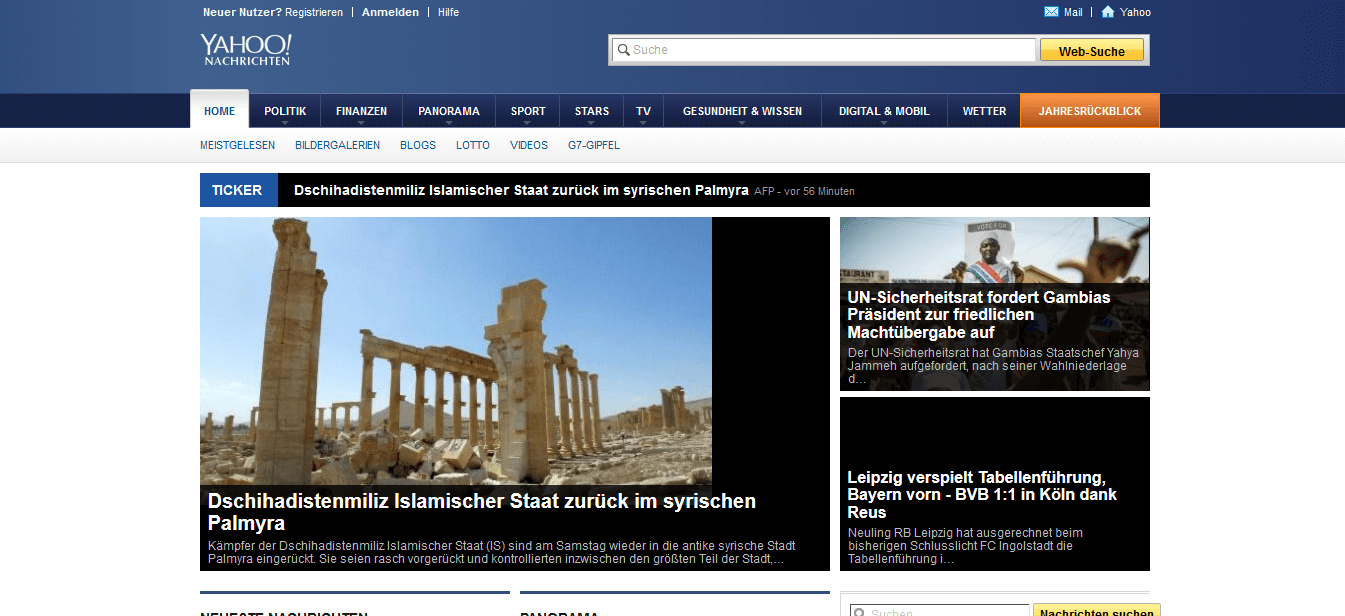 Neuer Nutzer? Registrieren | Anmelden | Hilfe
Mail | Yahoo
YAHOO!
NACHRICHTEN
Suche
Web-Suche
HOME POLITIK FINANZEN PANORAMA SPORT STARS TV GESUNDHEIT & WISSEN DIGITAL & MOBIL WETTER JAHRESRÜCKBLICK
MEISTGELESEN BILDERGALERIEN BLOGS LOTTO VIDEOS G7-GIPFEL
TICKER Dschihadistenmiliz Islamischer Staat zurück im syrischen Palmyra AFP - vor 56 Minuten
Dschihadistenmiliz Islamischer Staat zurück im syrischen
Palmyra
Kämpfer der Dschihadistenmiliz Islamischer Staat (IS) sind am Samstag wieder in die antike syrische Stadt
Palmyra eingerückt. Sie seien rasch vorgerückt und kontrollierten inzwischen den größten Teil der Stadt,...
VOTE FOR
STAURANT
UN-Sicherheitsrat fordert Gambias
Präsident zur friedlichen
Machtübergabe auf
Der UN-Sicherheitsrat hat Gambias Staatschef Yahya
Jammeh aufgefordert, nach seiner Wahlniederlage
d...
Leipzig verspielt Tabellenführung,
Bayern vorn - BVB 1:1 in Köln dank
Reus
Neuling RB Leipzig hat ausgerechnet beim
bisherigen Schlusslicht FC Ingolstadt die
Tabellenführung i...
NEUESTE NACHRICHTEN
PANORAMA
Suchen
Nachrichten suchen